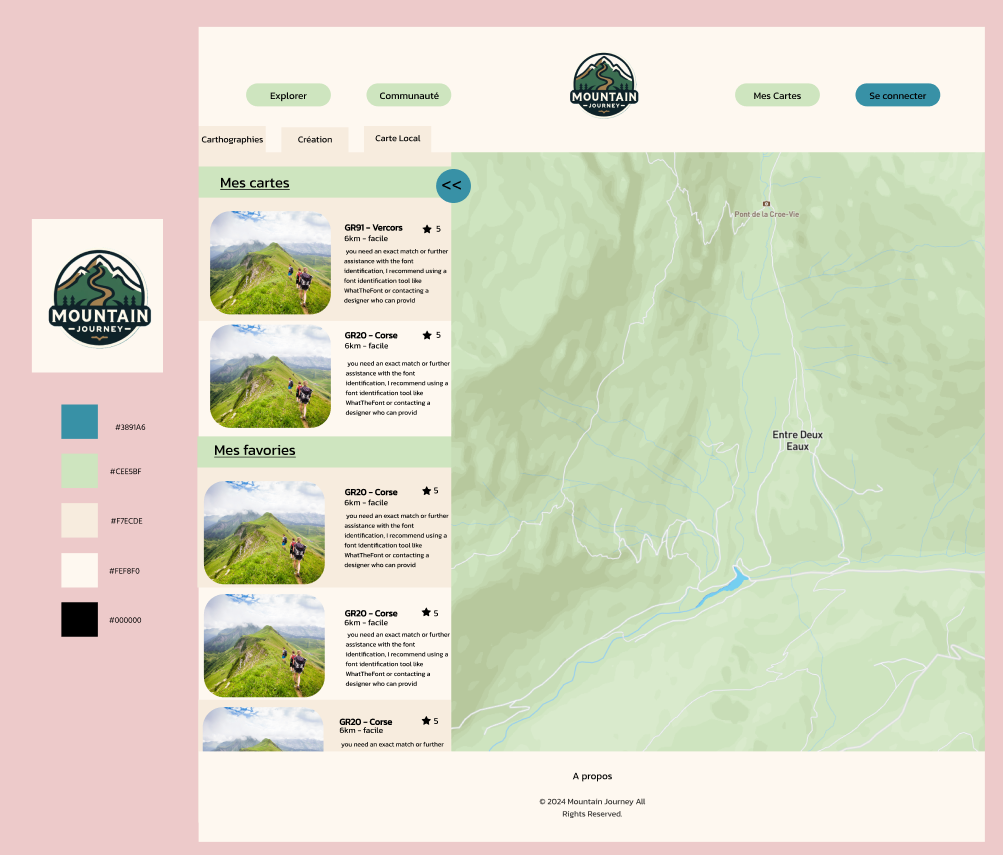 MOUNTAIN
JOURNEY
#3891A6
#CEE5BF
#F7ECDE
#FEF8F0
#000000
Explorer
Communauté
MOUNTAIN
JOURNEY
Mes Cartes
Se connecter
Carthographies
Création
Carte Local
Mes cartes
<<
GR91 - Vercors
5
6km - facile
you need an exact match or further
assistance with the font
identification, I recommend using a
font identification tool like
WhatTheFont or contacting a
designer who can provid
GR20 - Corse
5
6km - facile
you need an exact match or further
assistance with the font
identification, I recommend using a
font identification tool like
WhatTheFont or contacting a
designer who can provid
Mes favories
GR20 - Corse
5
6km - facile
you need an exact match or further
assistance with the font
identification, I recommend using a
font identification tool like
WhatTheFont or contacting a
designer who can provid
GR20 - Corse
5
6km - facile
you need an exact match or further
assistance with the font
identification, I recommend using a
font identification tool like
WhatTheFont or contacting a
designer who can provid
GR20 - Corse
5
6km - facile
you need an exact match or further
Pont de la Croe-Vie
Entre Deux
Eaux
A propos
© 2024 Mountain Journey All
Rights Reserved.